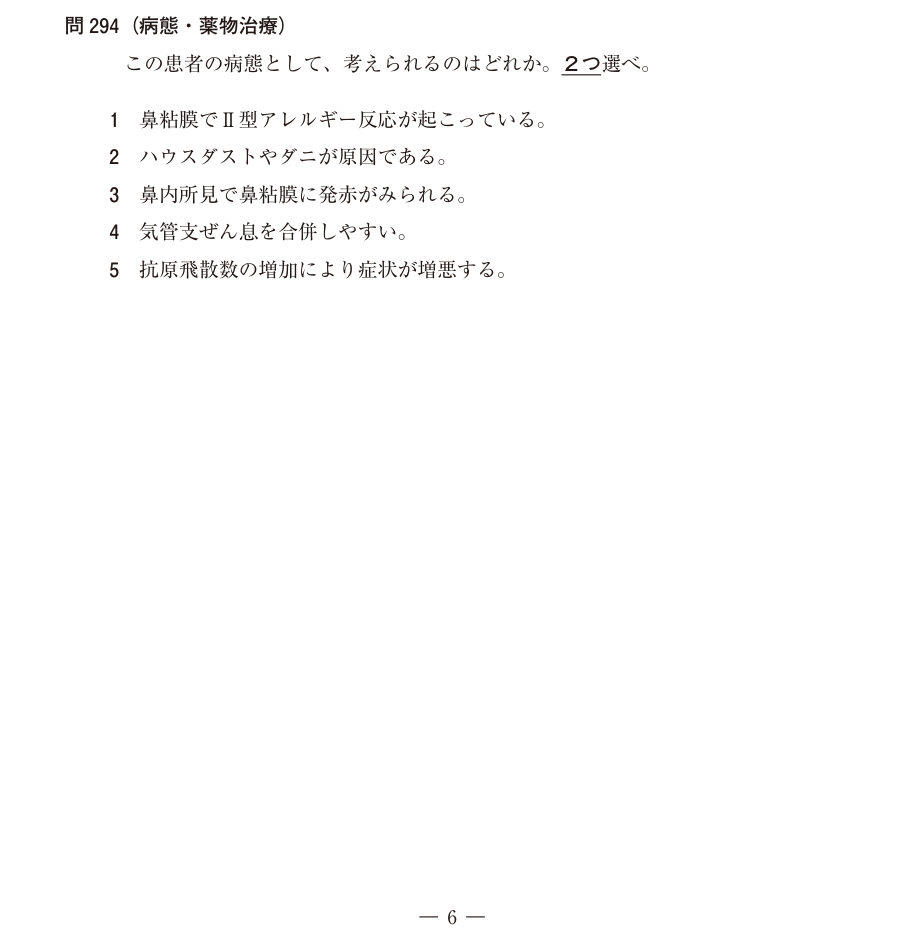 問 294（病態・薬物治療）
この患者の病態として、考えられるのはどれか。２つ選べ。
1 鼻粘膜でⅡ型アレルギー反応が起こっている。
2 ハウスダストやダニが原因である。
3 鼻内所見で鼻粘膜に発赤がみられる。
4 気管支ぜん息を合併しやすい。
5 抗原飛散数の増加により症状が増悪する。
— 6 —